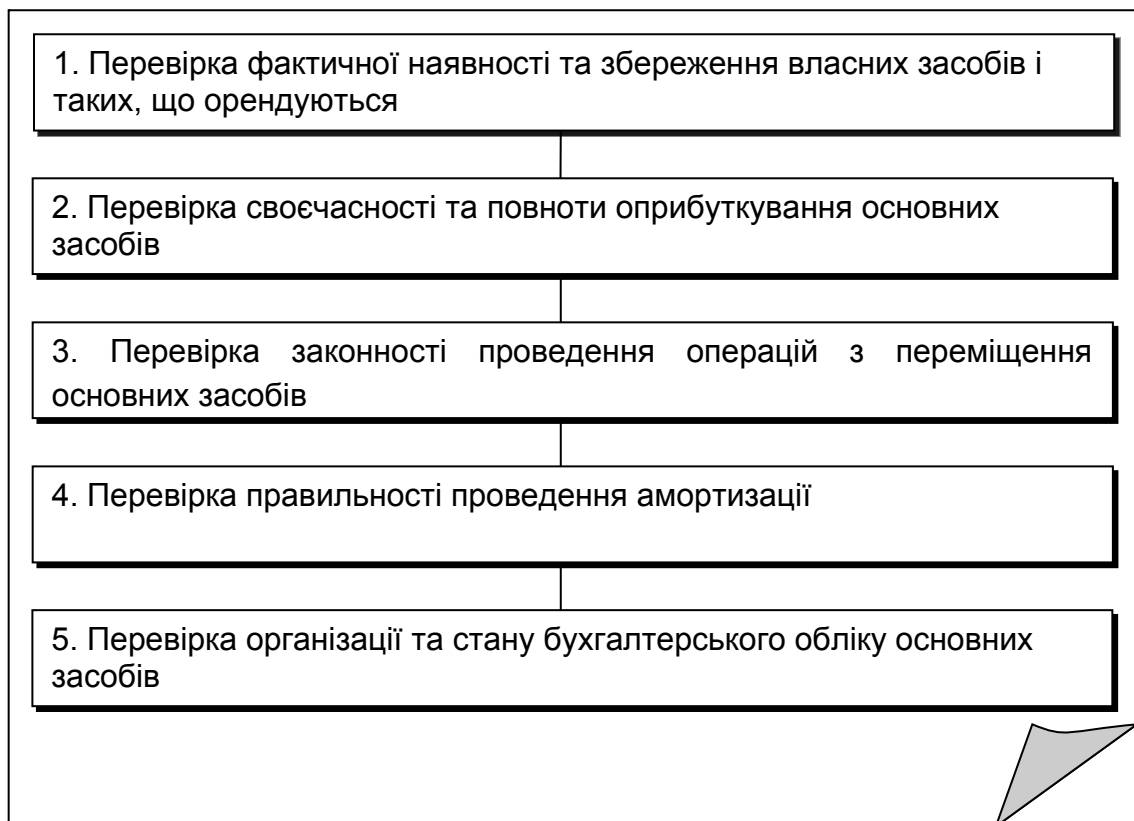 1. Перевірка фактичної наявності та збереження власних засобів і
таких, що орендуються
2. Перевірка своєчасності та повноти оприбуткування основних
засобів
3. Перевірка законності проведення операцій з переміщення
основних засобів
4. Перевірка правильності проведення амортизації
5. Перевірка організації та стану бухгалтерського обліку основних
засобів